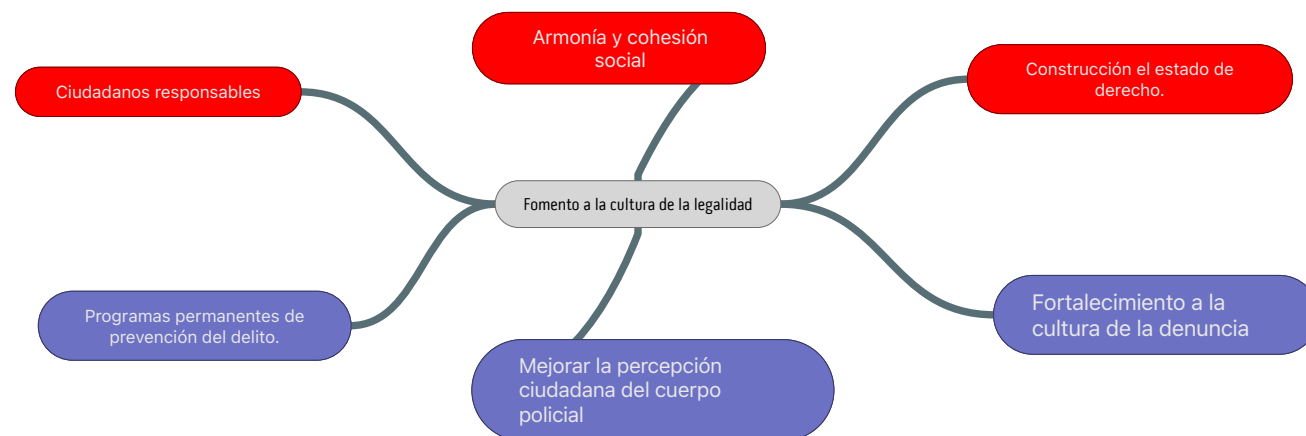 Armonía y cohesión
social
Ciudadanos responsables
Construcción el estado de
derecho.
Fomento a la cultura de la legalidad
Programas permanentes de
prevención del delito.
Mejorar la percepción
ciudadana del cuerpo
policial
Fortalecimiento a la
cultura de la denuncia